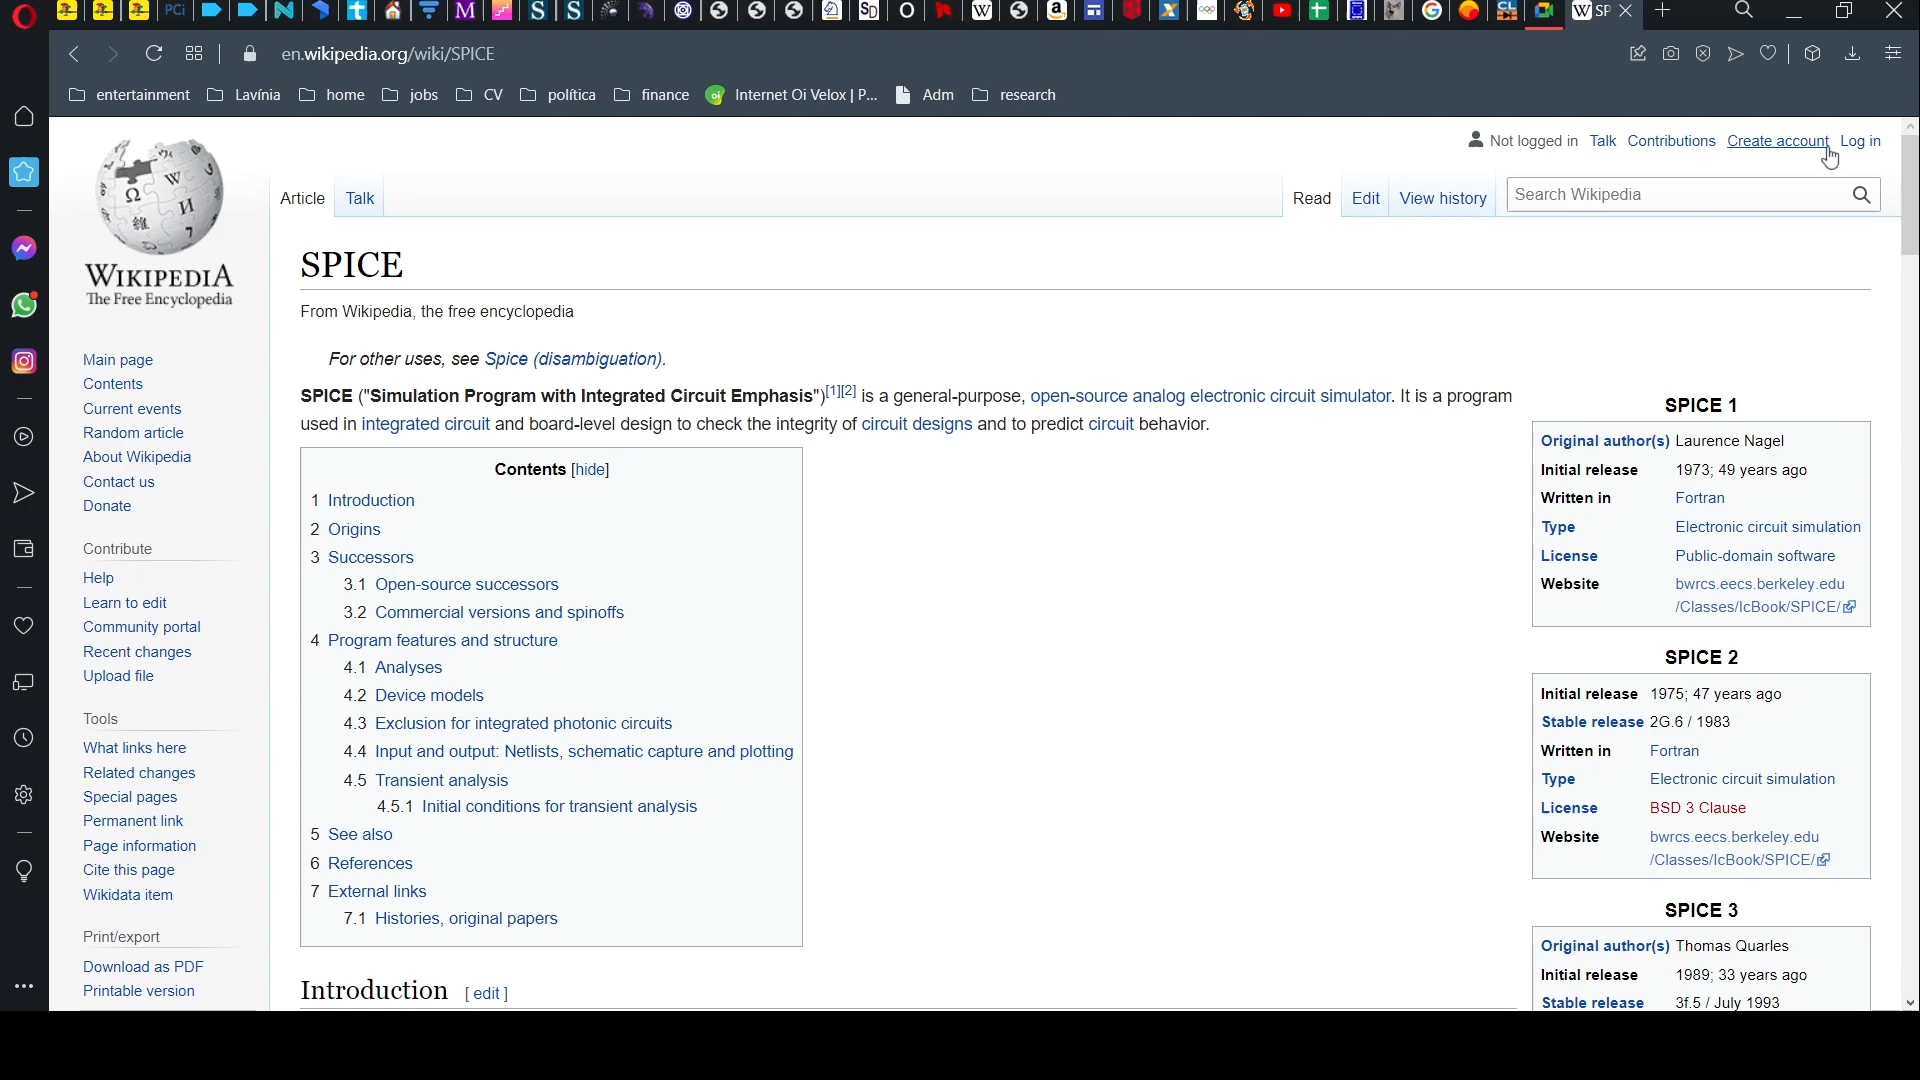 PCi
SP
en.wikipedia.org/wiki/SPICE
entertainment Lavínia home jobs CV política finance Internet Oi Velox | P... Adm research
Not logged in Talk Contributions Create account Log in
Article Talk Read Edit View history Search Wikipedia
WIKIPEDIA
The Free Encyclopedia
Main page
Contents
Current events
Random article
About Wikipedia
Contact us
Donate
Contribute
Help
Learn to edit
Community portal
Recent changes
Upload file
Tools
What links here
Related changes
Special pages
Permanent link
Page information
Cite this page
Wikidata item
Print/export
Download as PDF
Printable version
SPICE
From Wikipedia, the free encyclopedia
For other uses, see Spice (disambiguation).
SPICE ("Simulation Program with Integrated Circuit Emphasis")[1][2] is a general-purpose, open-source analog electronic circuit simulator. It is a program
used in integrated circuit and board-level design to check the integrity of circuit designs and to predict circuit behavior.
Contents [hide]
1 Introduction
2 Origins
3 Successors
3.1 Open-source successors
3.2 Commercial versions and spinoffs
4 Program features and structure
4.1 Analyses
4.2 Device models
4.3 Exclusion for integrated photonic circuits
4.4 Input and output: Netlists, schematic capture and plotting
4.5 Transient analysis
4.5.1 Initial conditions for transient analysis
5 See also
6 References
7 External links
7.1 Histories, original papers
Introduction [ edit ]
SPICE 1
Original author(s) Laurence Nagel
Initial release 1973; 49 years ago
Written in Fortran
Type Electronic circuit simulation
License Public-domain software
Website bwrcs.eecs.berkeley.edu
/Classes/IcBook/SPICE/
SPICE 2
Initial release 1975; 47 years ago
Stable release 2G.6 / 1983
Written in Fortran
Type Electronic circuit simulation
License BSD 3 Clause
Website bwrcs.eecs.berkeley.edu
/Classes/IcBook/SPICE/
SPICE 3
Original author(s) Thomas Quarles
Initial release 1989; 33 years ago
Stable release 3f.5 / July 1993